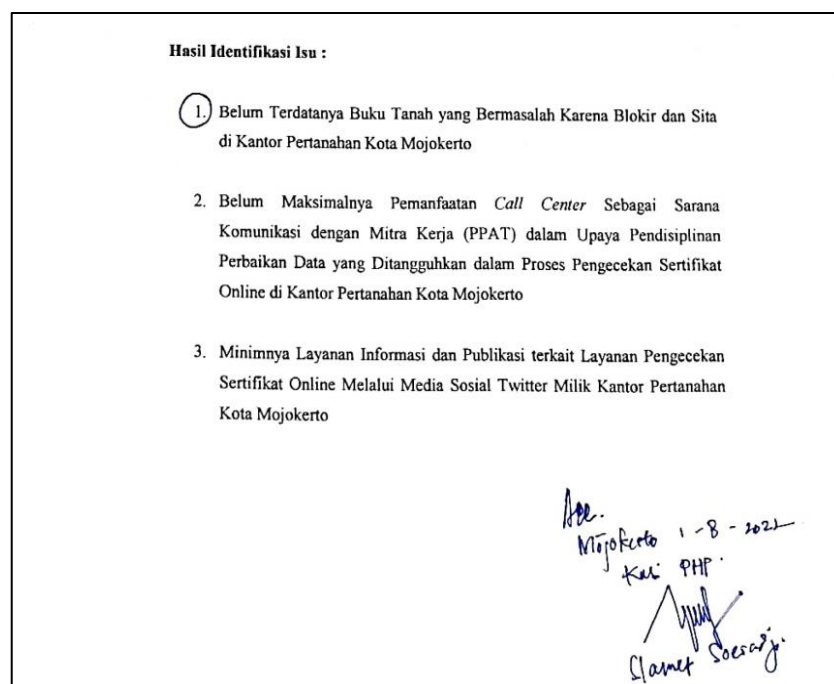 Hasil Identifikasi Isu :
1. Belum Terdatanya Buku Tanah yang Bermasalah Karena Blokir dan Sita
di Kantor Pertanahan Kota Mojokerto
2. Belum Maksimalnya Pemanfaatan Call Center Sebagai Sarana
Komunikasi dengan Mitra Kerja (PPAT) dalam Upaya Pendisiplinan
Perbaikan Data yang Ditangguhkan dalam Proses Pengecekan Sertifikat
Online di Kantor Pertanahan Kota Mojokerto
3. Minimnya Layanan Informasi dan Publikasi terkait Layanan Pengecekan
Sertifikat Online Melalui Media Sosial Twitter Milik Kantor Pertanahan
Kota Mojokerto
Acc.
Mojokerto 1-8-2022
Kasi PHP.
Slamet